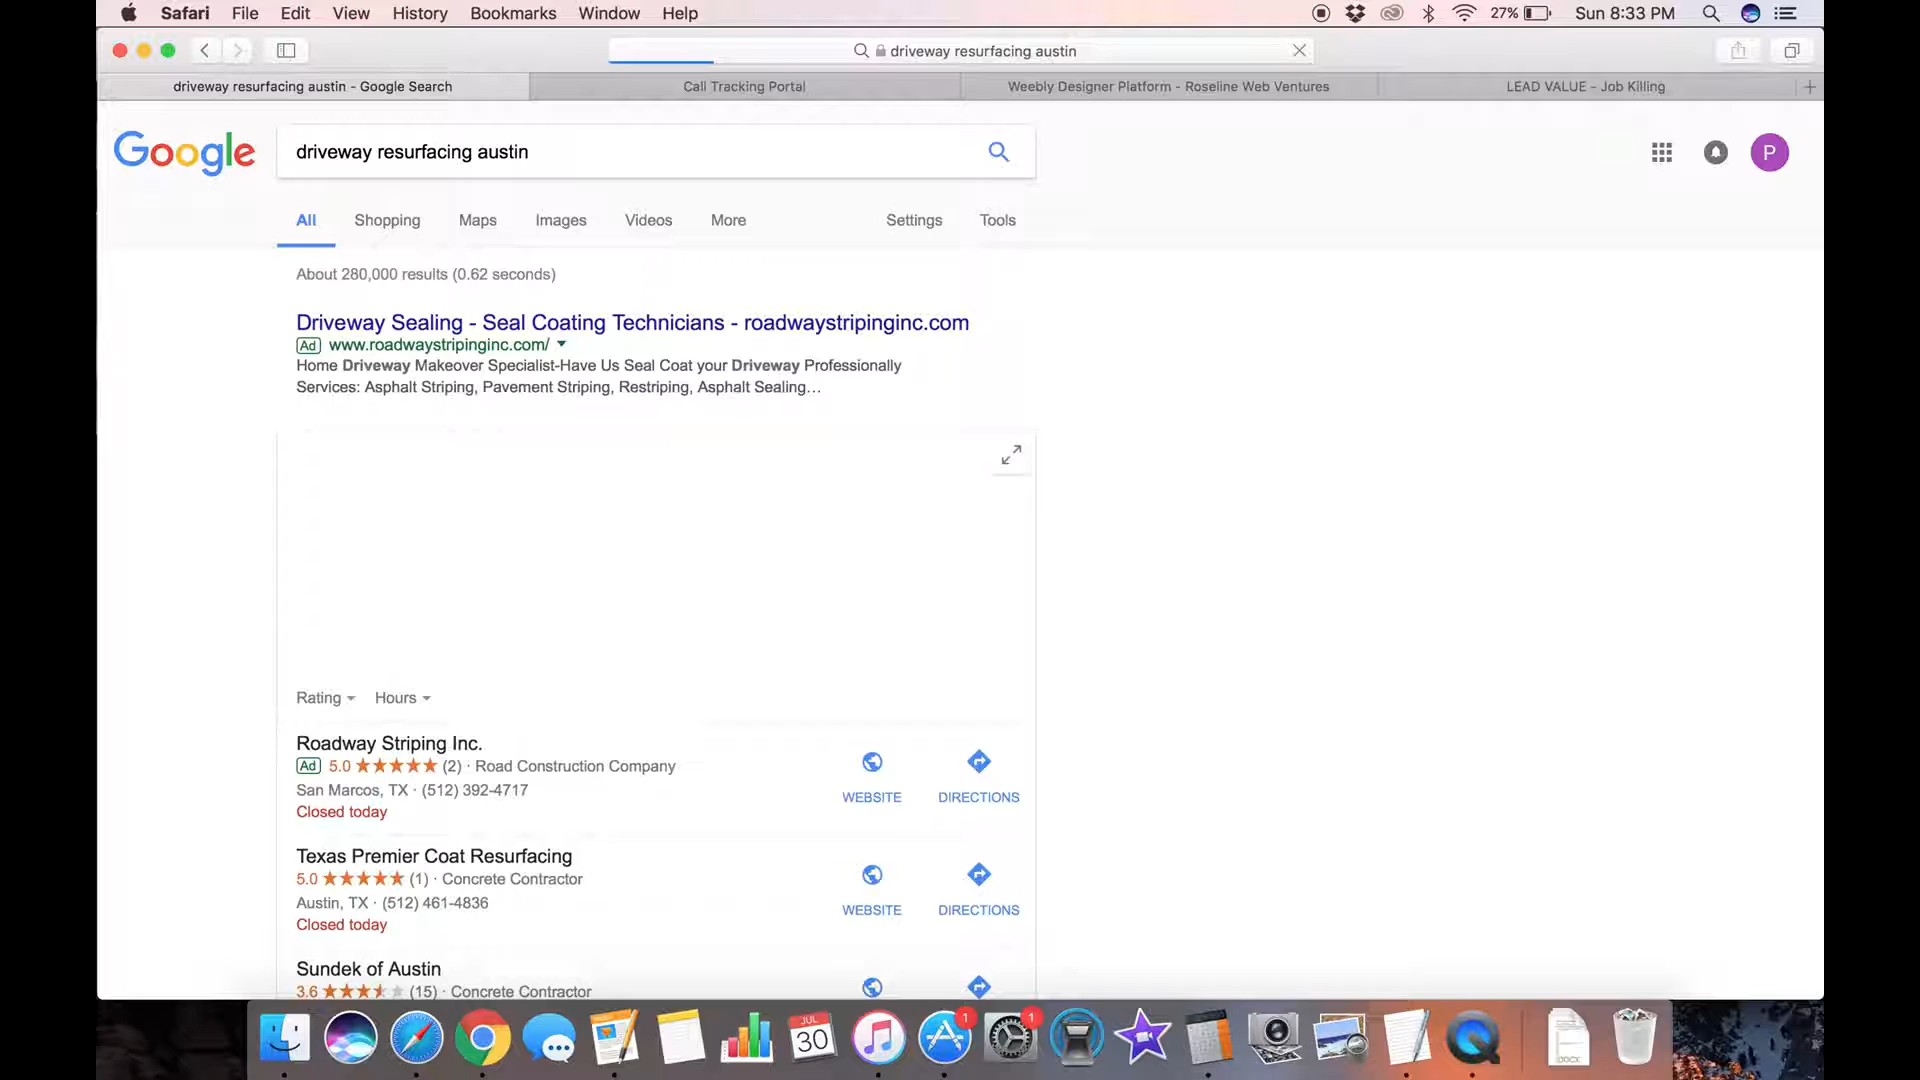 Safari File Edit View History Bookmarks Window Help 27% Sun 8:33 PM
driveway resurfacing austin
driveway resurfacing austin - Google Search Call Tracking Portal Weebly Designer Platform - Roseline Web Ventures LEAD VALUE - Job Killing +
Google driveway resurfacing austin P
All Shopping Maps Images Videos More Settings Tools
About 280,000 results (0.62 seconds)
Driveway Sealing - Seal Coating Technicians - roadwaystripinginc.com
Ad www.roadwaystripinginc.com/
Home Driveway Makeover Specialist-Have Us Seal Coat your Driveway Professionally
Services: Asphalt Striping, Pavement Striping, Restriping, Asphalt Sealing…
Rating Hours
Roadway Striping Inc.
Ad 5.0 (2) · Road Construction Company
San Marcos, TX · (512) 392-4717
Closed today
WEBSITE DIRECTIONS
Texas Premier Coat Resurfacing
5.0 (1) · Concrete Contractor
Austin, TX · (512) 461-4836
Closed today
WEBSITE DIRECTIONS
Sundek of Austin
3.6 (15) · Concrete Contractor
JUL
30
1
1
DOCX